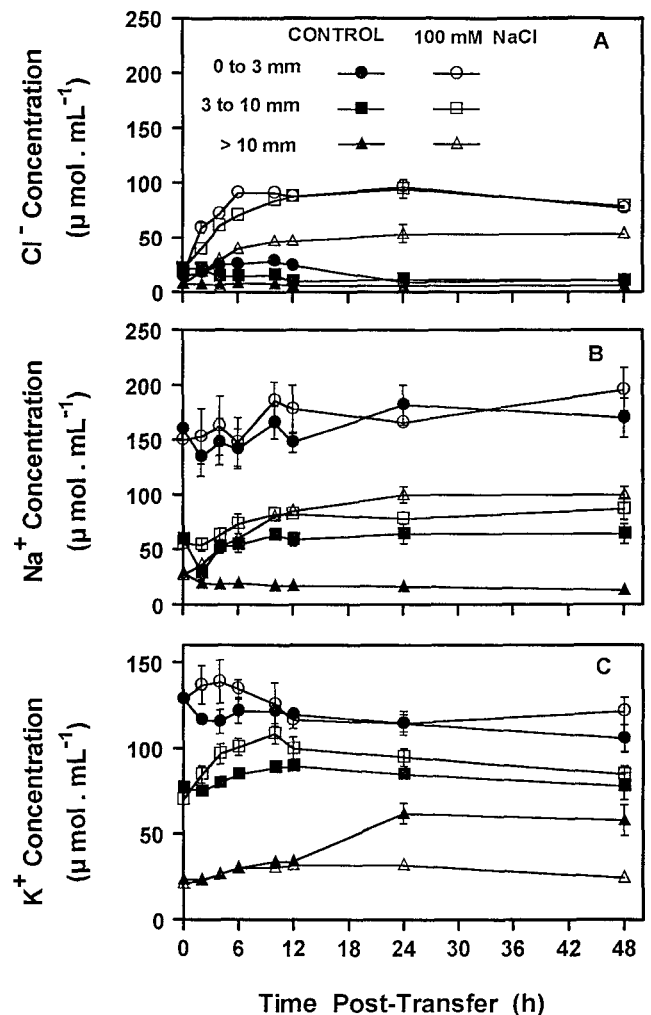 CONTROL 100 mM NaCl A
0 to 3 mm
3 to 10 mm
> 10 mm
Cl⁻ Concentration
(μ mol . mL⁻¹)
250
200
150
100
50
0
B
Na⁺ Concentration
(μ mol . mL⁻¹)
250
200
150
100
50
0
C
K⁺ Concentration
(μ mol . mL⁻¹)
150
100
50
0
0 6 12 18 24 30 36 42 48
Time Post-Transfer (h)